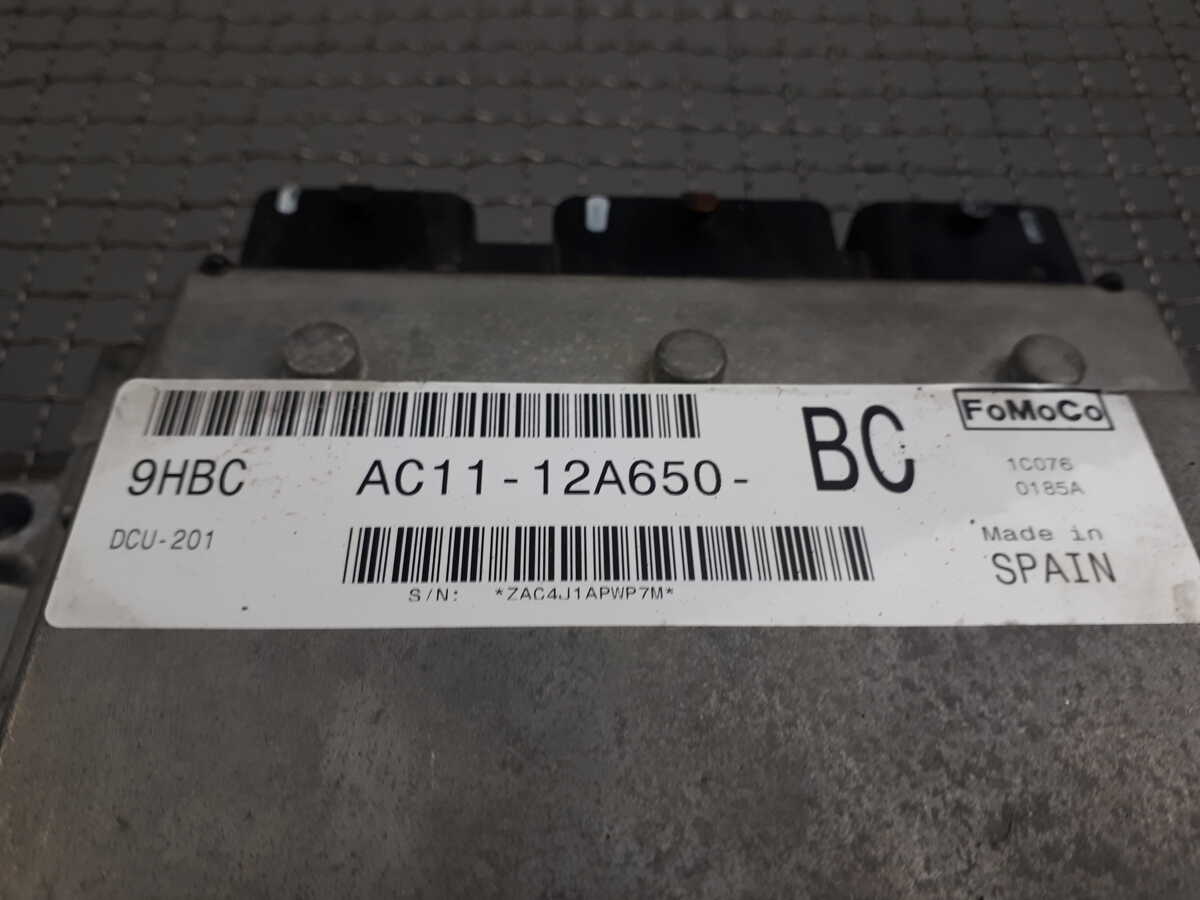 FoMoCo
9HBC AC11-12A650- BC
1C076
0185A
DCU-201
Made in
SPAIN
S/N: *ZAC4J1APWP7M*